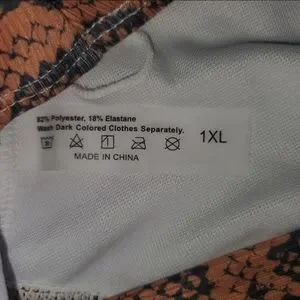 82% Polyester, 18% Elastane
Wash Dark Colored Clothes Separately.
1XL
MADE IN CHINA